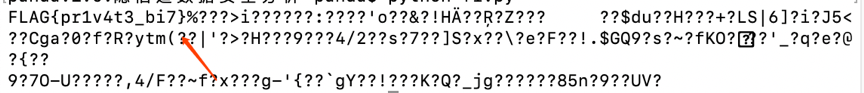 FLAG{pr1v4t3_bi7}%???>i??????:????'o??&?!HÄ??R?Z??? ??$du??H???+?LS|6]?i?J5<
??Cga?0?f?R?ytm(??|'?>?H???9???4/2??s?7??]S?x??\?e?F??!.$GQ9?s?~?fKO???'_?q?e?@
?{??
9?7O-U?????,4/F??~f?x???g-'{??`gY??!???K?Q?_jg??????85n?9??UV?